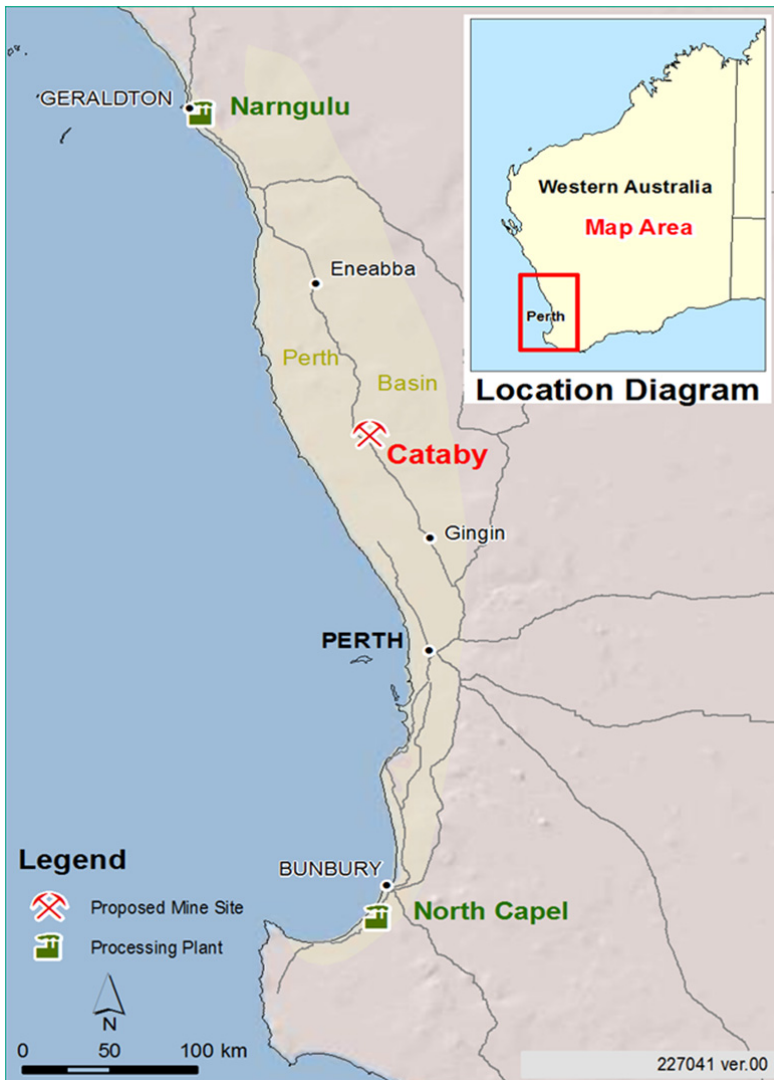 GERALDTON
Narngulu
Eneabba
Perth
Basin
Cataby
Gingin
PERTH
BUNBURY
North Capel
Western Australia
Map Area
Perth
Location Diagram
Legend
Proposed Mine Site
Processing Plant
N
0 50 100 km
227041 ver.00